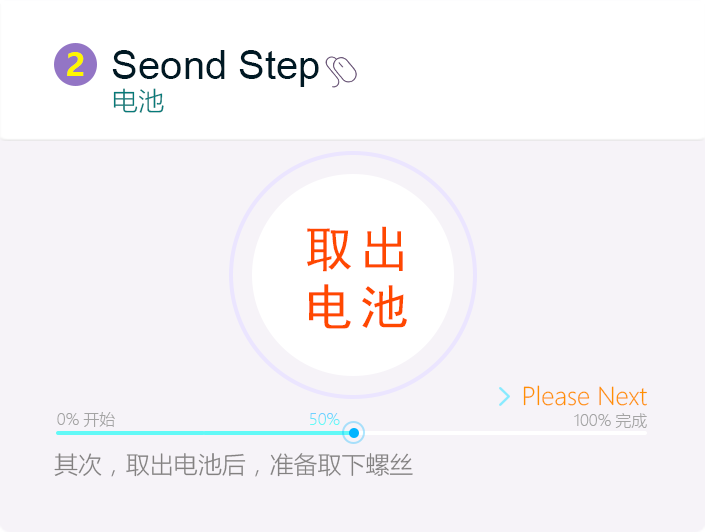 2 Seond Step
电池
取出
电池
Please Next
0% 开始 50% 100% 完成
其次，取出电池后，准备取下螺丝